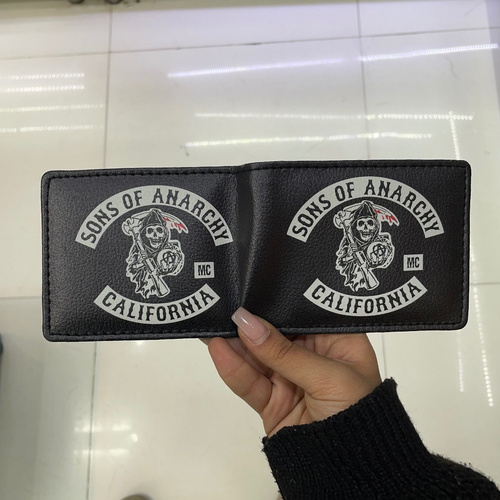 SONS OF ANARCHY
MC
CALIFORNIA
SONS OF ANARCHY
MC
CALIFORNIA